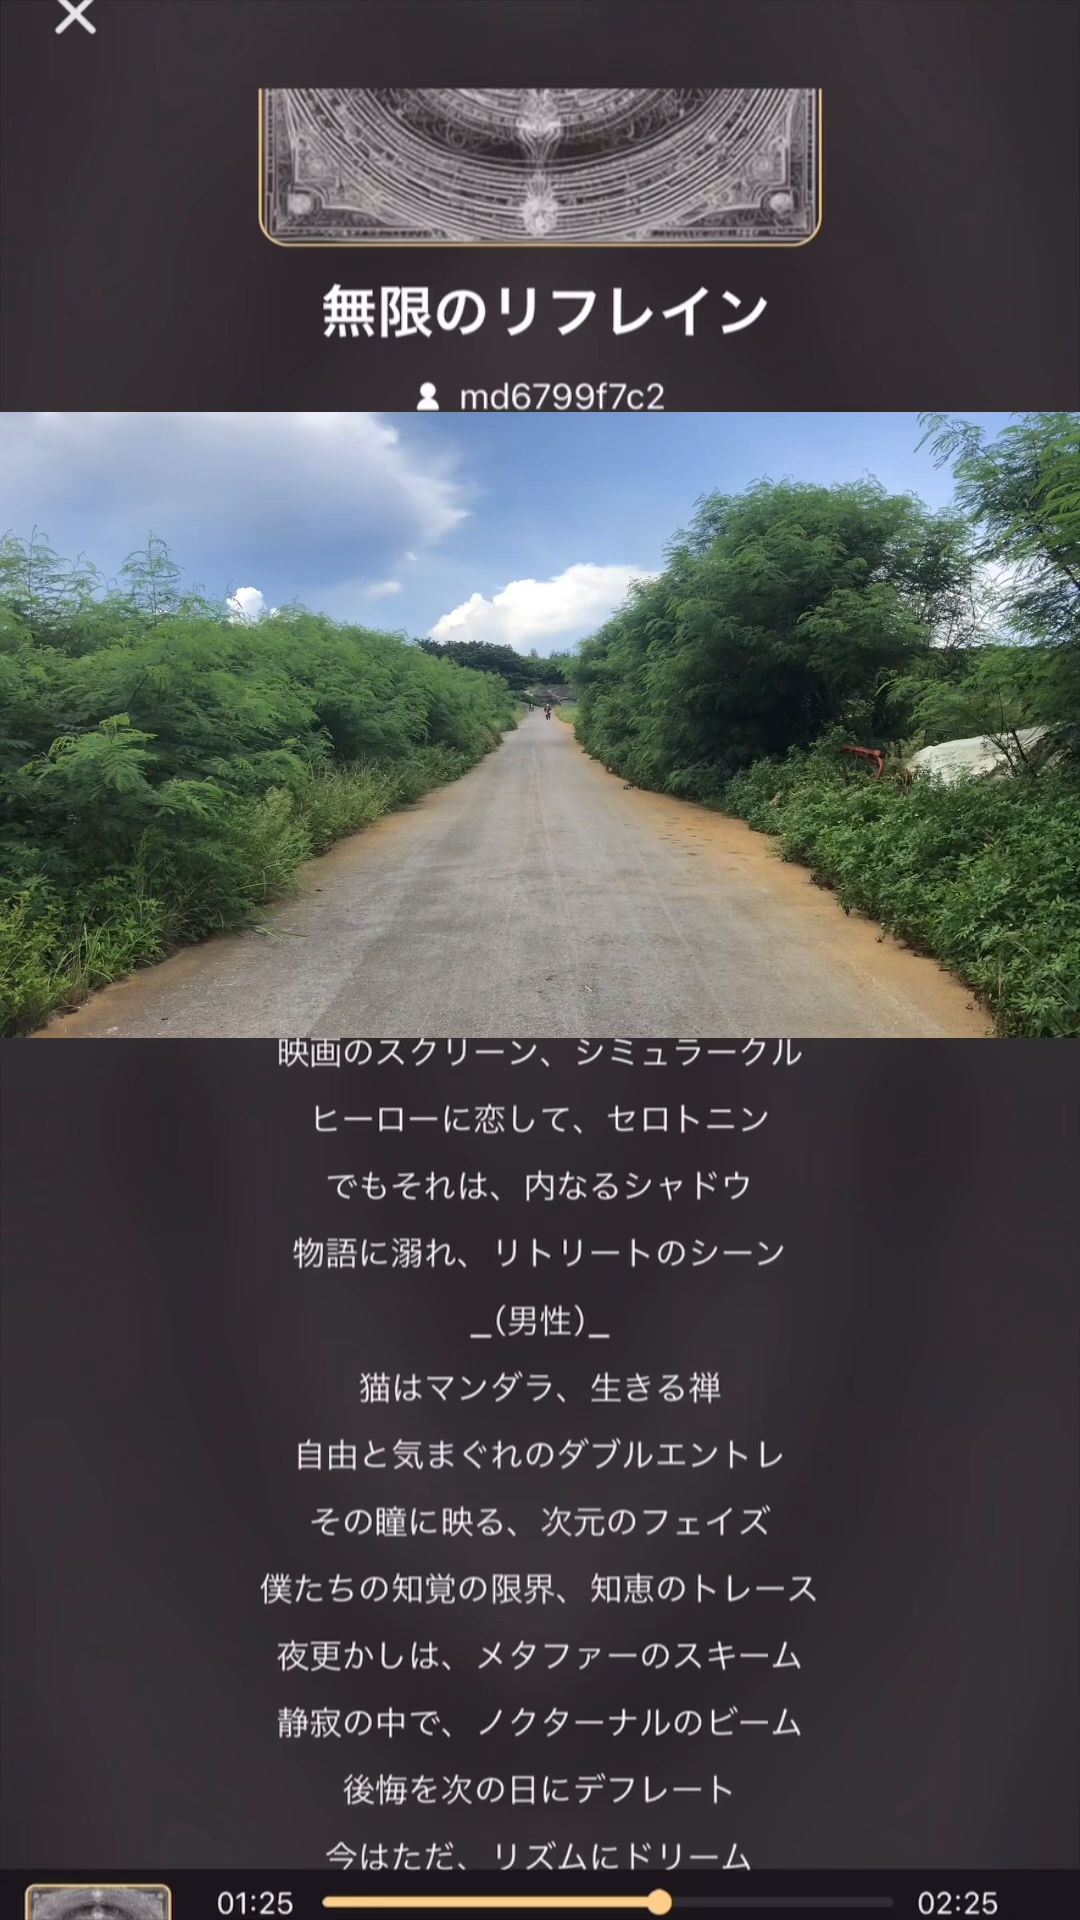 無限のリフレイン
md6799f7c2
映画のスクリーン、シミュラークル
ヒーローに恋して、セロトニン
でもそれは、内なるシャドウ
物語に溺れ、リトリートのシーン
_(男性)_
猫はマンダラ、生きる禅
自由と気まぐれのダブルエントレ
その瞳に映る、次元のフェイズ
僕たちの知覚の限界、知恵のトレース
夜更かしは、メタファーのスキーム
静寂の中で、ノクターナルのビーム
後悔を次の日にデフレート
今はただ、リズムにドリーム
01:25 02:25